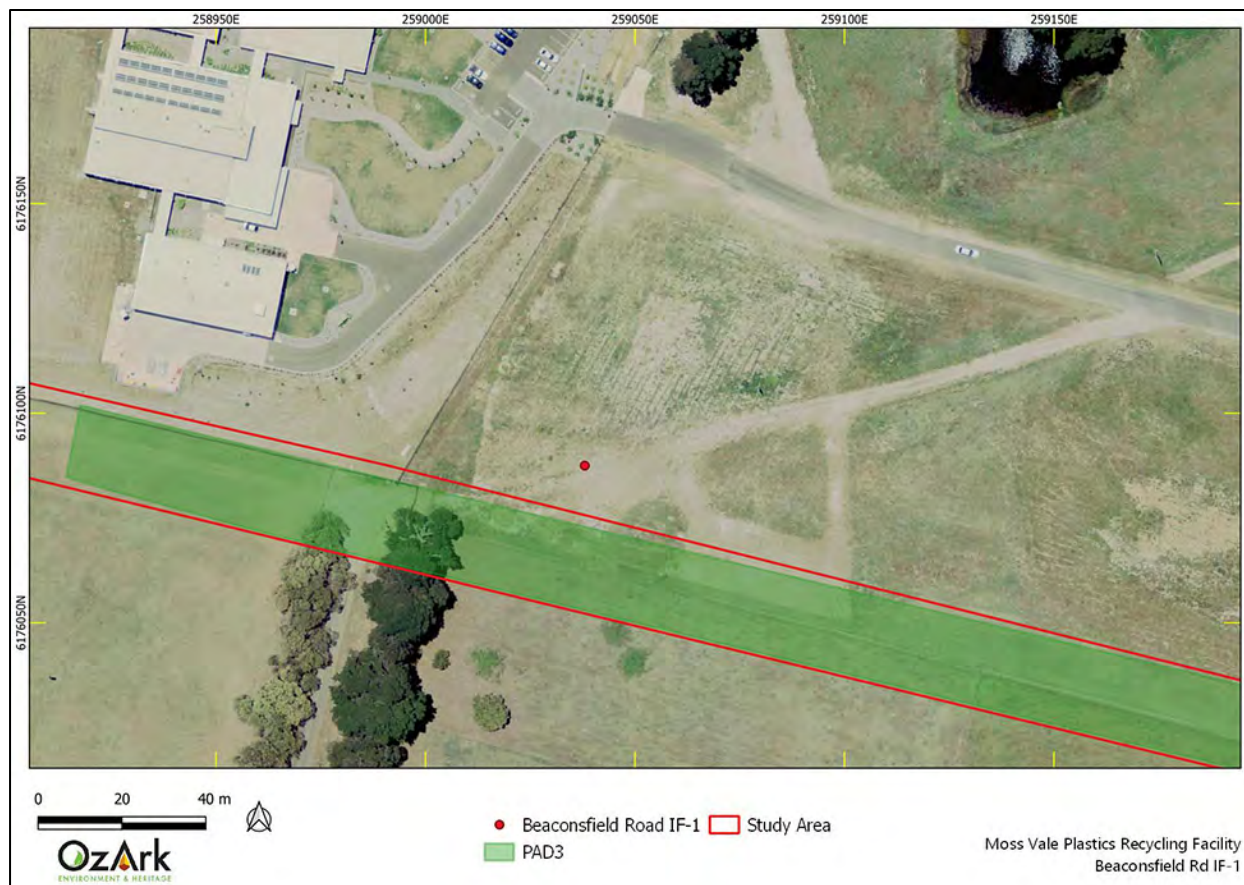 258950E 259000E 259050E 259100E 259150E
6176150N
6176100N
6176050N
0 20 40 m
Beaconsfield Road IF-1 Study Area
PAD3
OzArk
ENVIRONMENT & HERITAGE
Moss Vale Plastics Recycling Facility
Beaconsfield Rd IF-1